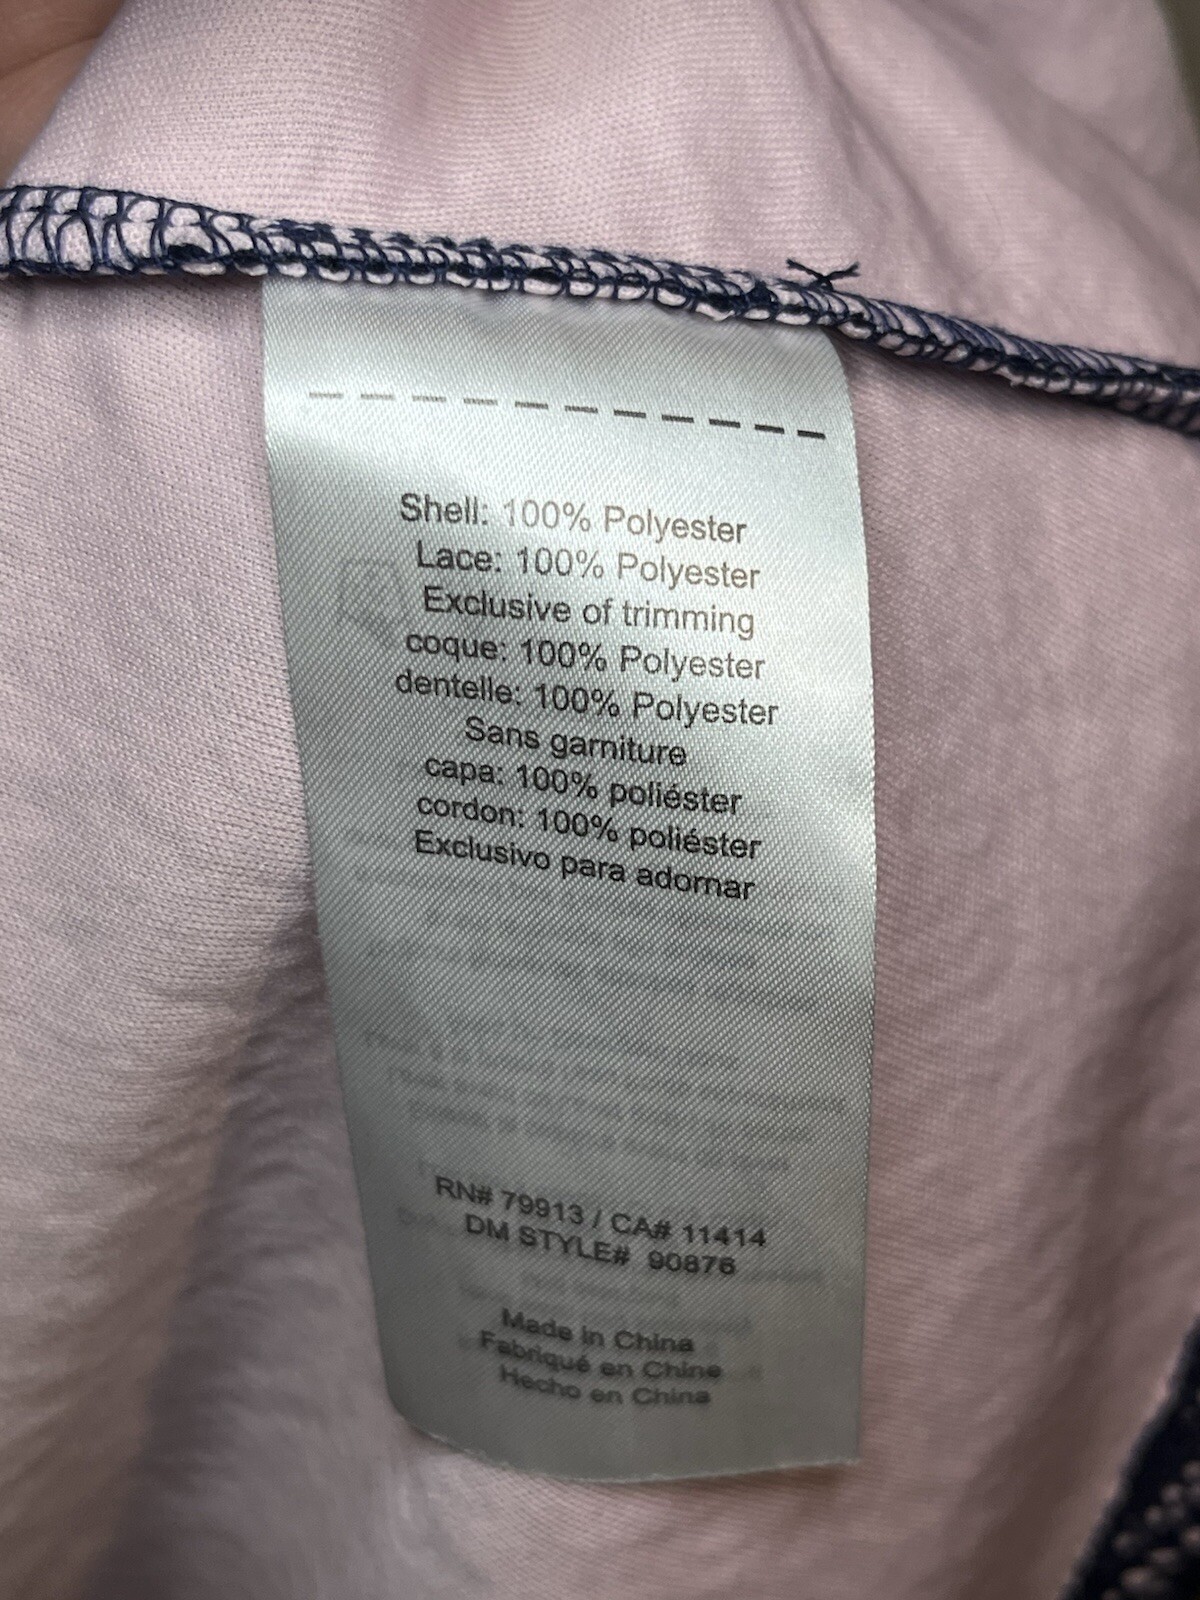 Shell: 100% Polyester
Lace: 100% Polyester
Exclusive of trimming
coque: 100% Polyester
dentelle: 100% Polyester
Sans garniture
capa: 100% poliéster
cordon: 100% poliéster
Exclusivo para adornar
RN# 79913 / CA# 11414
DM STYLE# 90876
Made in China
Fabriqué en Chine
Hecho en China